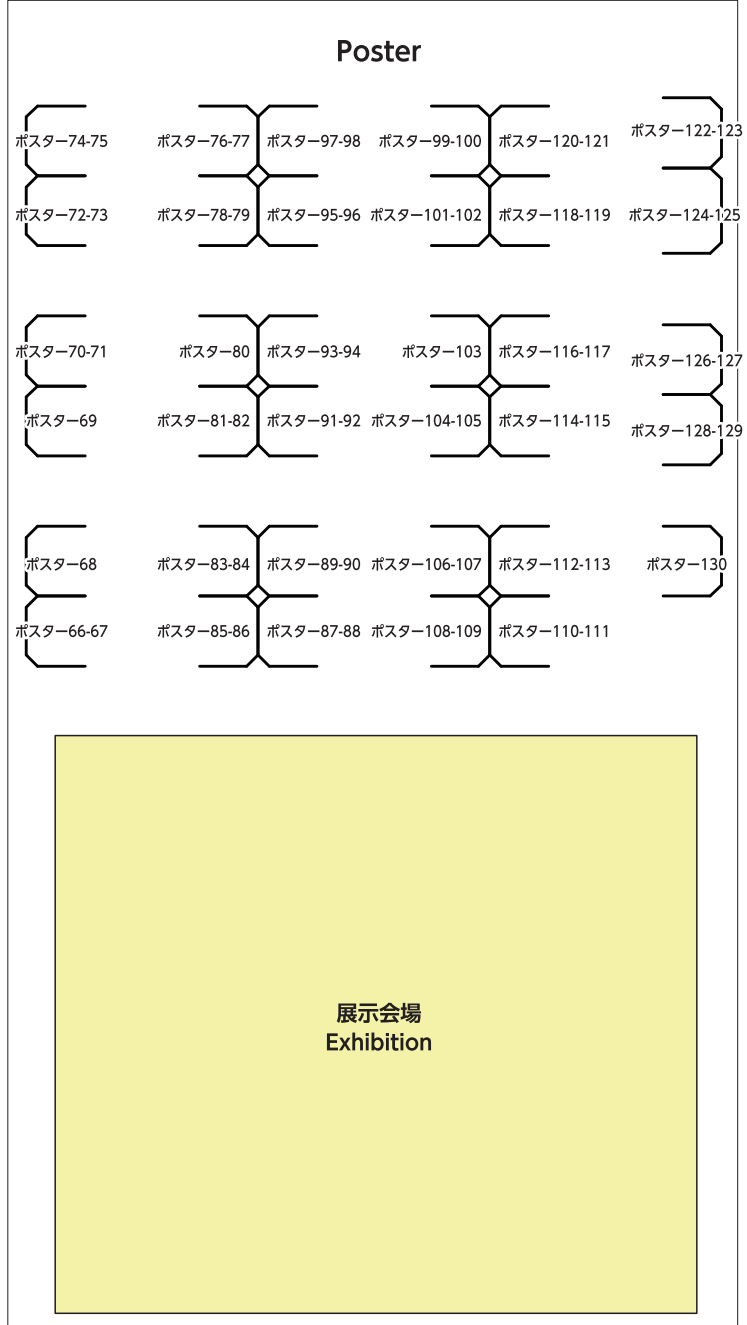 Poster
ポスター74-75 ポスター76-77 ポスター97-98 ポスター99-100 ポスター120-121 ポスター122-123
ポスター72-73 ポスター78-79 ポスター95-96 ポスター101-102 ポスター118-119 ポスター124-125
ポスター70-71 ポスター80 ポスター93-94 ポスター103 ポスター116-117 ポスター126-127
ポスター69 ポスター81-82 ポスター91-92 ポスター104-105 ポスター114-115 ポスター128-129
ポスター68 ポスター83-84 ポスター89-90 ポスター106-107 ポスター112-113 ポスター130
ポスター66-67 ポスター85-86 ポスター87-88 ポスター108-109 ポスター110-111
展示会場
Exhibition